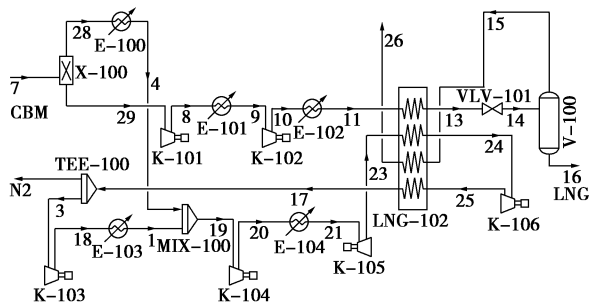 28
E-100
26
15
7
X-100
4
VLV-101
CBM
8
9
10
11
13
14
V-100
29
E-101
E-102
K-101
K-102
23
24
16
LNG
TEE-100
N2
17
25
3
LNG-102
K-106
18
1
MIX-100
19
20
21
E-103
E-104
K-105
K-103
K-104